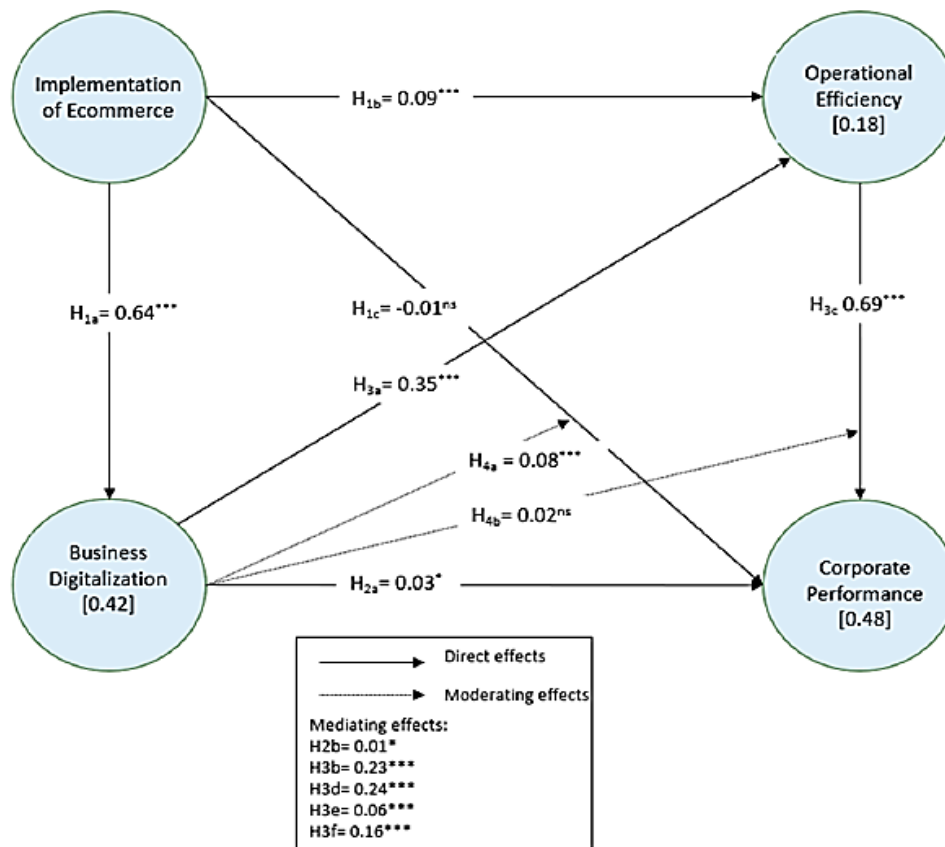 Implementation
of Ecommerce
Operational
Efficiency
[0.18]
H1b= 0.09***
H1a= 0.64***
H1c= -0.01ns
H3c 0.69***
H3a= 0.35***
H4a = 0.08***
H4b= 0.02ns
Business
Digitalization
[0.42]
H2a= 0.03*
Corporate
Performance
[0.48]
Direct effects
Moderating effects
Mediating effects:
H2b= 0.01*
H3b= 0.23***
H3d= 0.24***
H3e= 0.06***
H3f= 0.16***